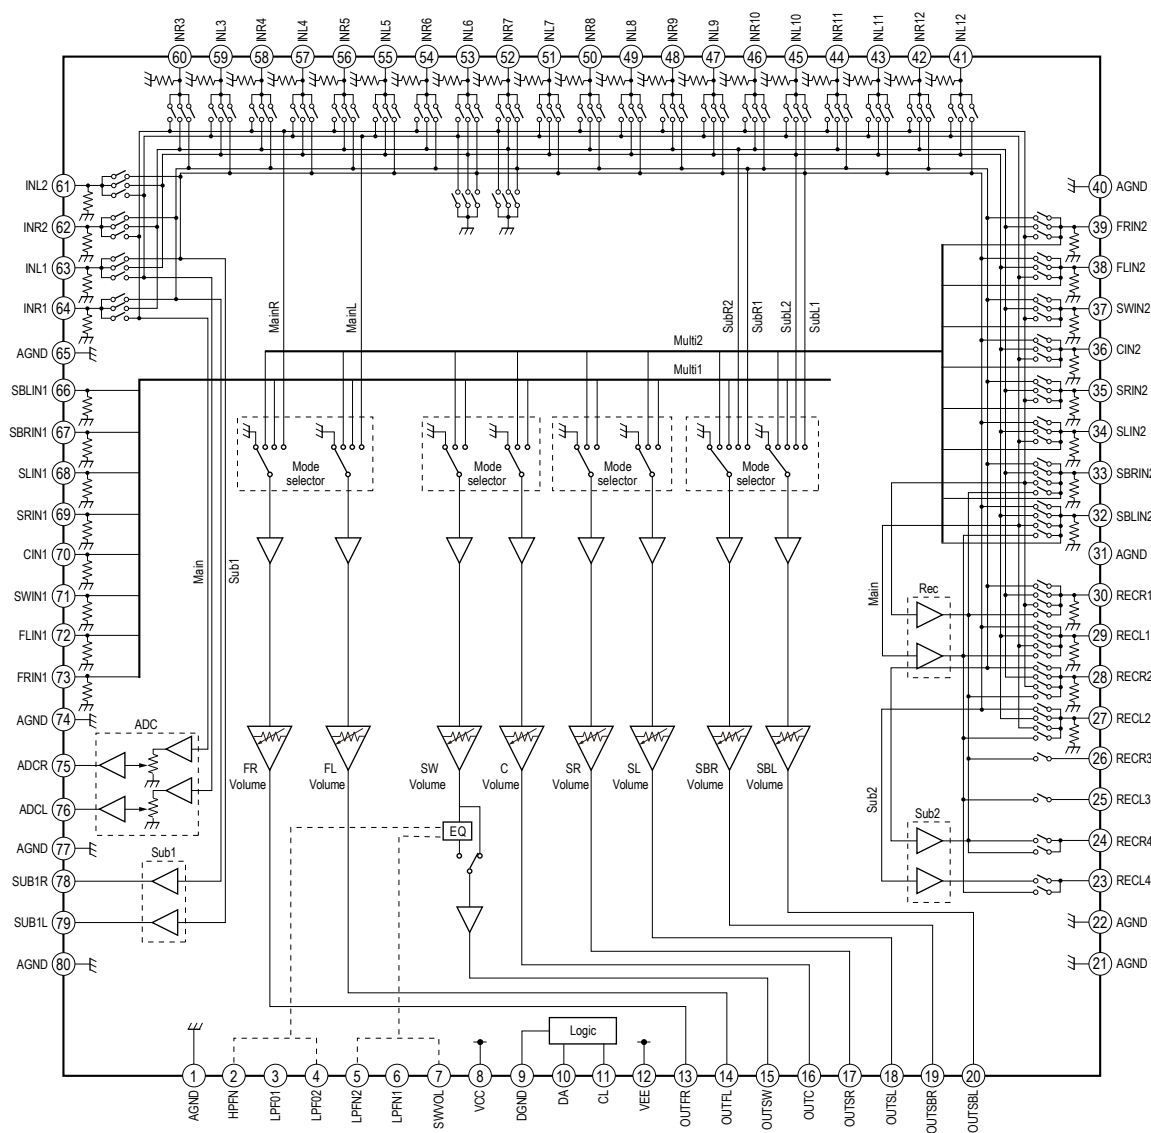 INR3 INL3 INR4 INL4 INR5 INL5 INR6 INL6 INR7 INL7 INR8 INL8 INR9 INL9 INR10 INL10 INR11 INL11 INR12 INL12
60 59 58 57 56 55 54 53 52 51 50 49 48 47 46 45 44 43 42 41
INL2 61
INR2 62
INL1 63
INR1 64
AGND 65
SBLIN1 66
SBRIN1 67
SLIN1 68
SRIN1 69
CIN1 70
SWIN1 71
FLIN1 72
FRIN1 73
AGND 74
ADCR 75
ADCL 76
AGND 77
SUB1R 78
SUB1L 79
AGND 80
40 AGND
39 FRIN2
38 FLIN2
37 SWIN2
36 CIN2
35 SRIN2
34 SLIN2
33 SBRIN2
32 SBLIN2
31 AGND
30 RECR1
29 RECL1
28 RECR2
27 RECL2
26 RECR3
25 RECL3
24 RECR4
23 RECL4
22 AGND
21 AGND
MainR MainL SubR2 SubR1 SubL2 SubL1
Multi2
Multi1
Mode
selector
Mode
selector
Mode
selector
Mode
selector
Main Sub1
Main
Rec
Sub2
Sub2
ADC
Sub1
FR
Volume
FL
Volume
SW
Volume
C
Volume
SR
Volume
SL
Volume
SBR
Volume
SBL
Volume
EQ
Logic
1 2 3 4 5 6 7 8 9 10 11 12 13 14 15 16 17 18 19 20
AGND HPFN LPF01 LPF02 LPFN2 LPFN1 SWVOL VCC DGND DA CL VEE OUTFR OUTFL OUTSW OUTC OUTSR OUTSL OUTSBR OUTSBL